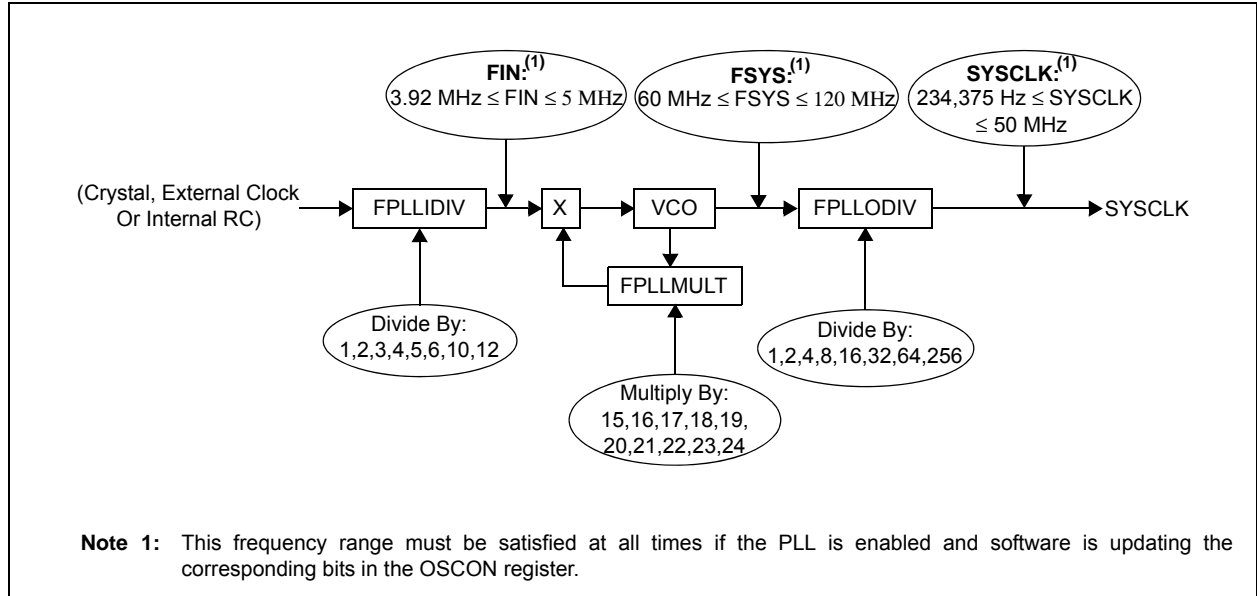 FIN:(1)
3.92 MHz ≤ FIN ≤ 5 MHz
FSYS:(1)
60 MHz ≤ FSYS ≤ 120 MHz
SYSCLK:(1)
234,375 Hz ≤ SYSCLK
≤ 50 MHz
(Crystal, External Clock
Or Internal RC)
FPLLIDIV
X
VCO
FPLLODIV
SYSCLK
FPLLMULT
Divide By:
1,2,3,4,5,6,10,12
Multiply By:
15,16,17,18,19,
20,21,22,23,24
Divide By:
1,2,4,8,16,32,64,256
Note 1: This frequency range must be satisfied at all times if the PLL is enabled and software is updating the
corresponding bits in the OSCON register.